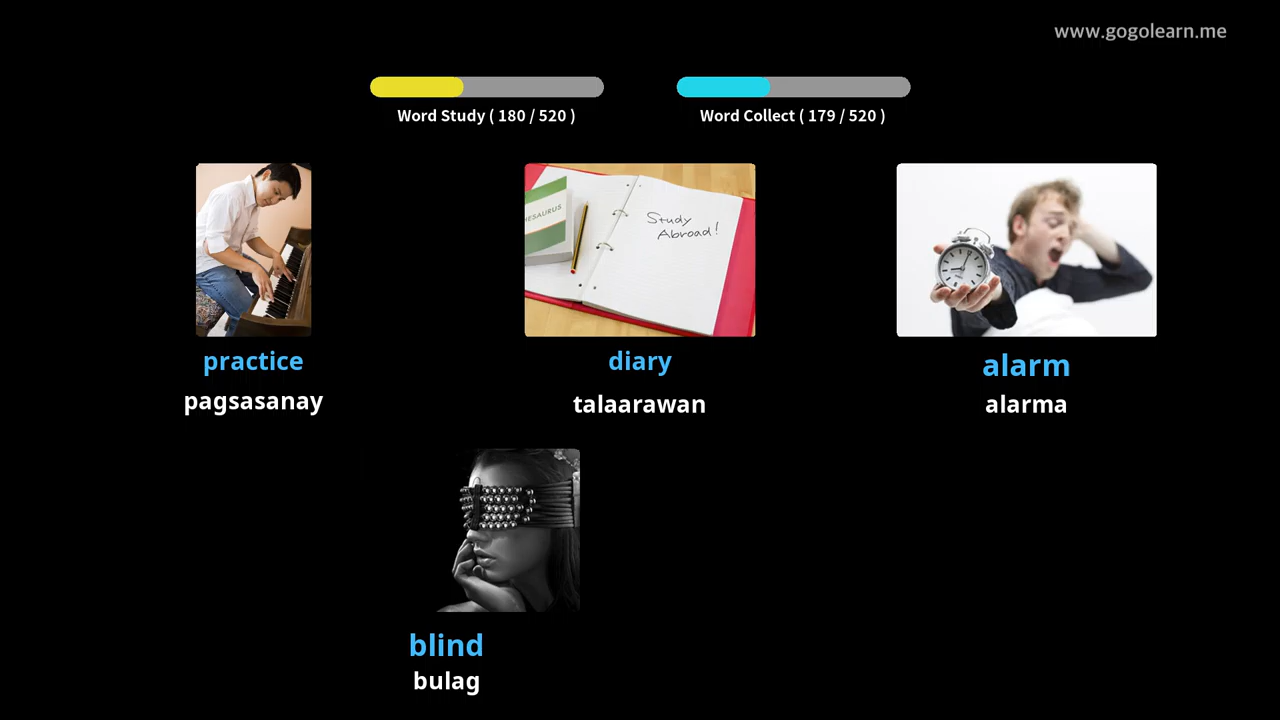 www.gogolearn.me
Word Study ( 180 / 520 )
Word Collect ( 179 / 520 )
THESAURUS
Study
Abroad!
practice
diary
alarm
pagsasanay
talaarawan
alarma
blind
bulag